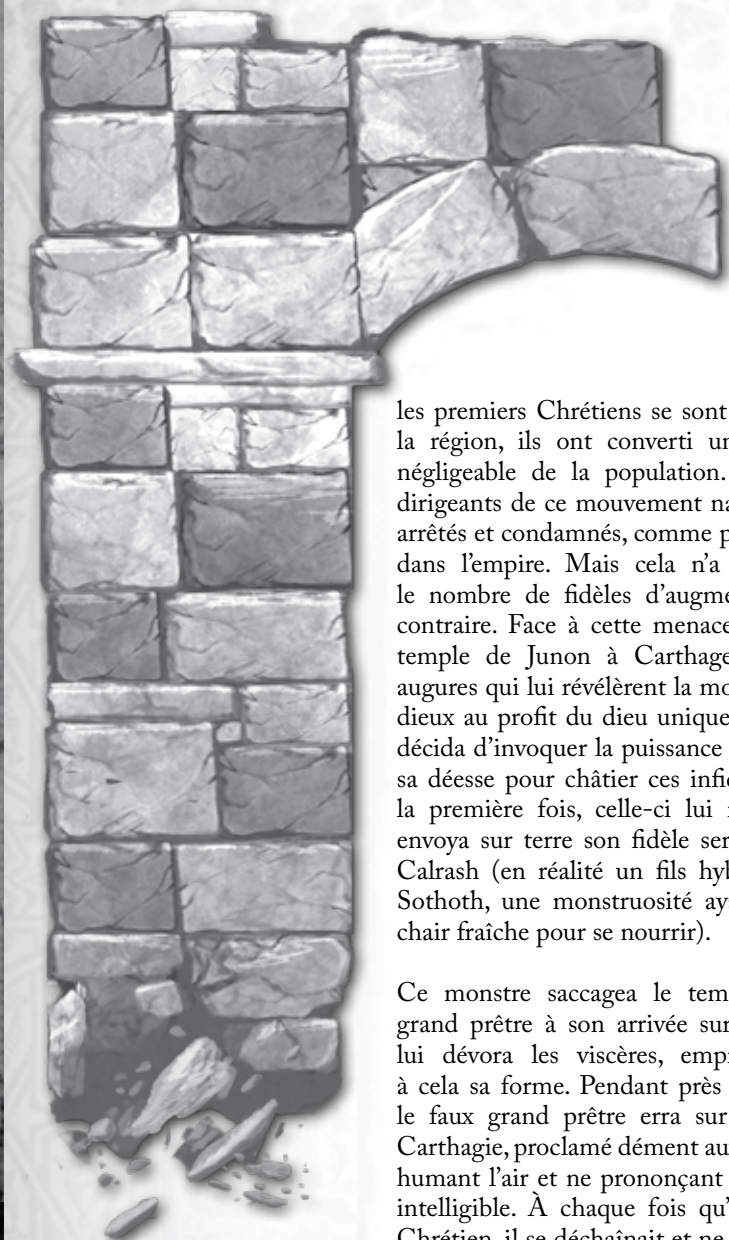 les premiers Chrétiens se sont
la région, ils ont converti un
négligeable de la population.
dirigeants de ce mouvement na
arrêtés et condamnés, comme p
dans l’empire. Mais cela n’a
le nombre de fidèles d’augme
contraire. Face à cette menace
temple de Junon à Carthage
augures qui lui révélèrent la mo
dieux au profit du dieu unique
décida d’invoquer la puissance
sa déesse pour châtier ces infid
la première fois, celle-ci lui
envoya sur terre son fidèle ser
Calrash (en réalité un fils hyb
Sothoth, une monstruosité ay
chair fraîche pour se nourrir).
Ce monstre saccagea le tem
grand prêtre à son arrivée sur
lui dévora les viscères, emp
à cela sa forme. Pendant près
le faux grand prêtre erra sur
Carthagie, proclamé dément au
humant l’air et ne prononçant
intelligible. À chaque fois qu’
Chrétien, il se déchaînait et ne